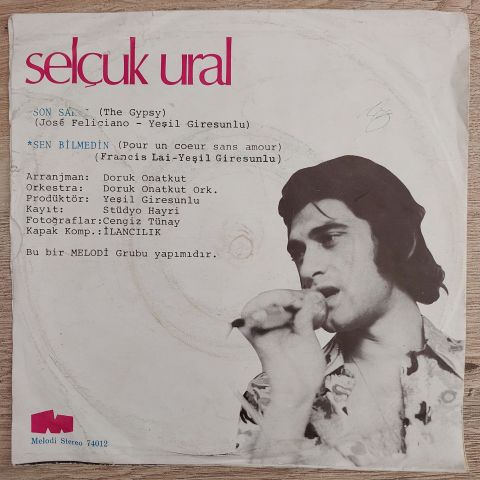 selçuk ural
SON (The Gypsy)
(José Feliciano - Yeşil Giresunlu)
*SEN BİLMEDİN (Pour un coeur sans amour)
(Francis Lai-Yeşil Giresunlu)
Aranjman: Doruk Onatkut
Orkestra: Doruk Onatkut Ork.
Prodüktör: Yeşil Giresunlu
Kayıt: Stüdyo Hayri
Fotoğraflar:Cengiz Tünay
Kapak Komp.:İLANCILIK
Bu bir MELODİ Grubu yapımıdır.
Melodi Stereo 74012